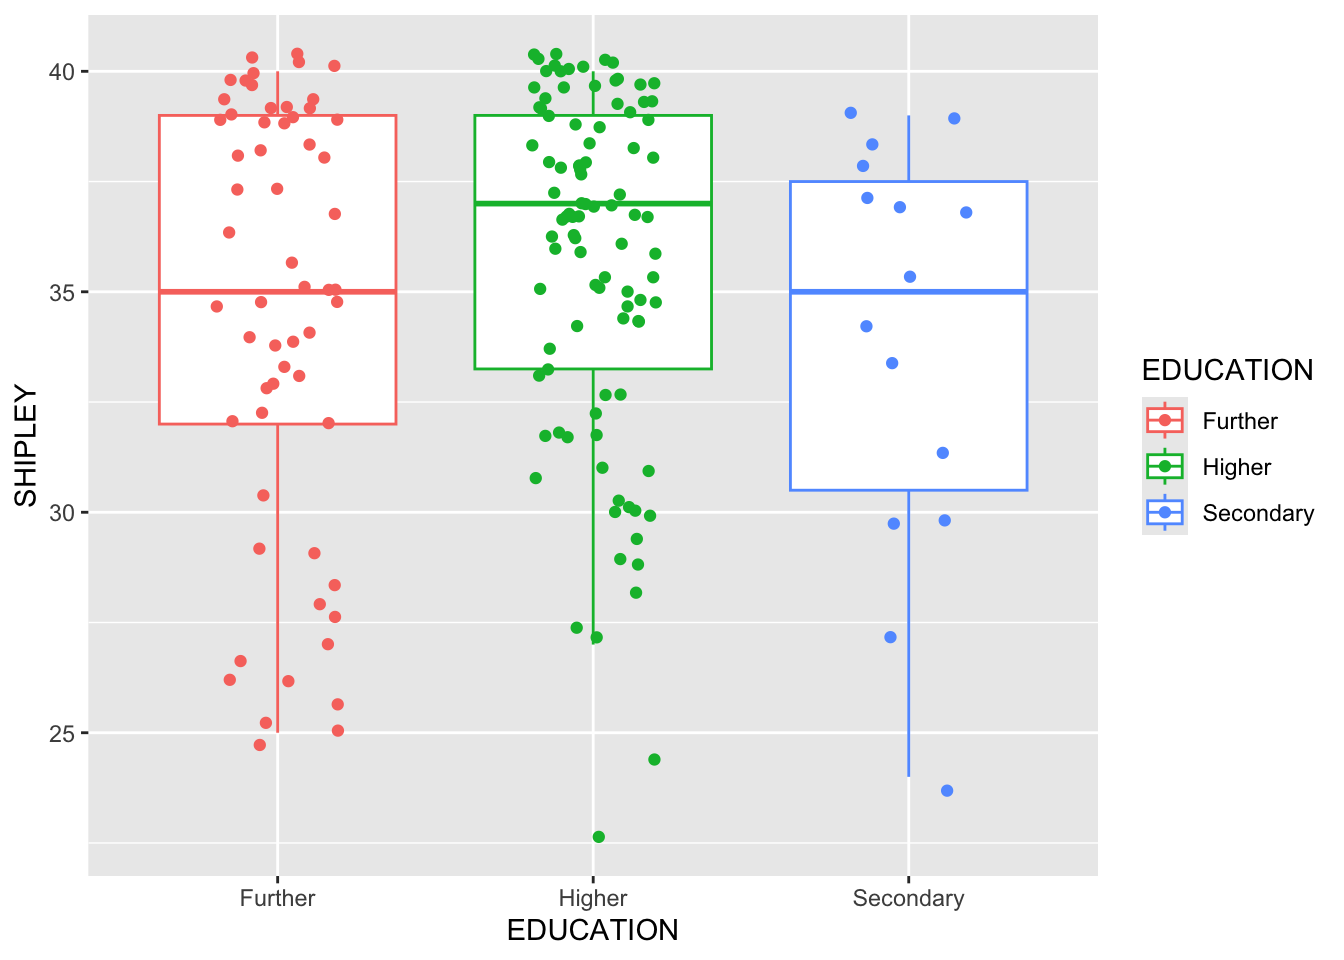 40
35
30
25
SHIPLEY
Further
Higher
Secondary
EDUCATION
EDUCATION
Further
Higher
Secondary